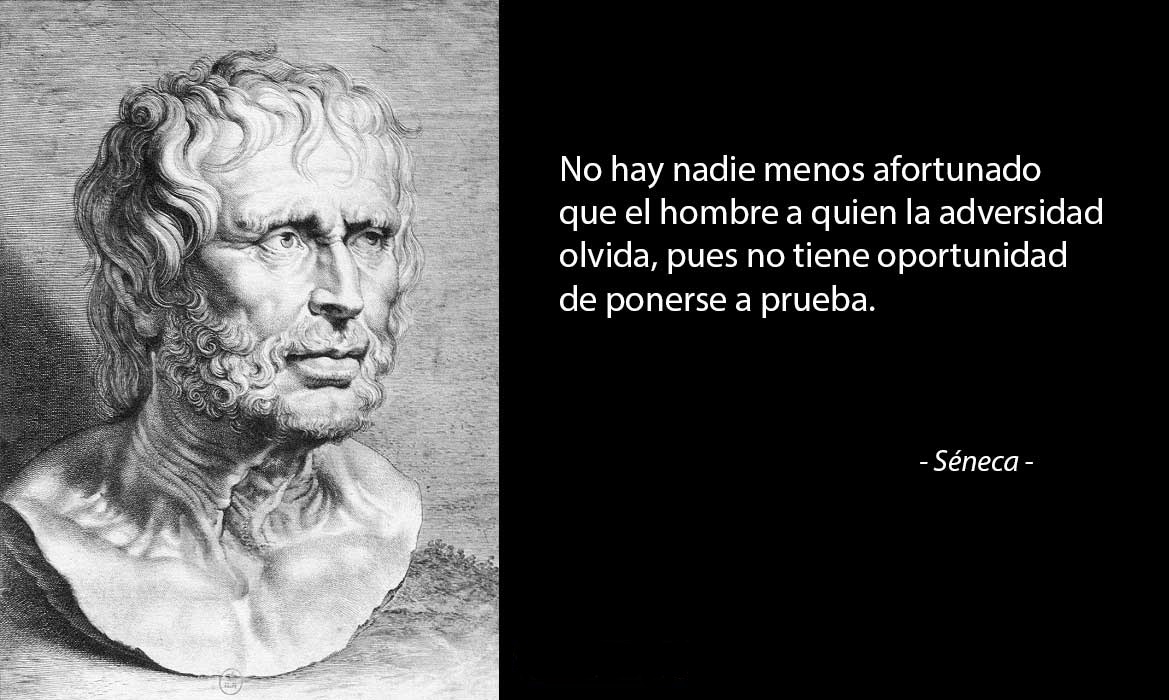 No hay nadie menos afortunado
que el hombre a quien la adversidad
olvida, pues no tiene oportunidad
de ponerse a prueba.
- Séneca -